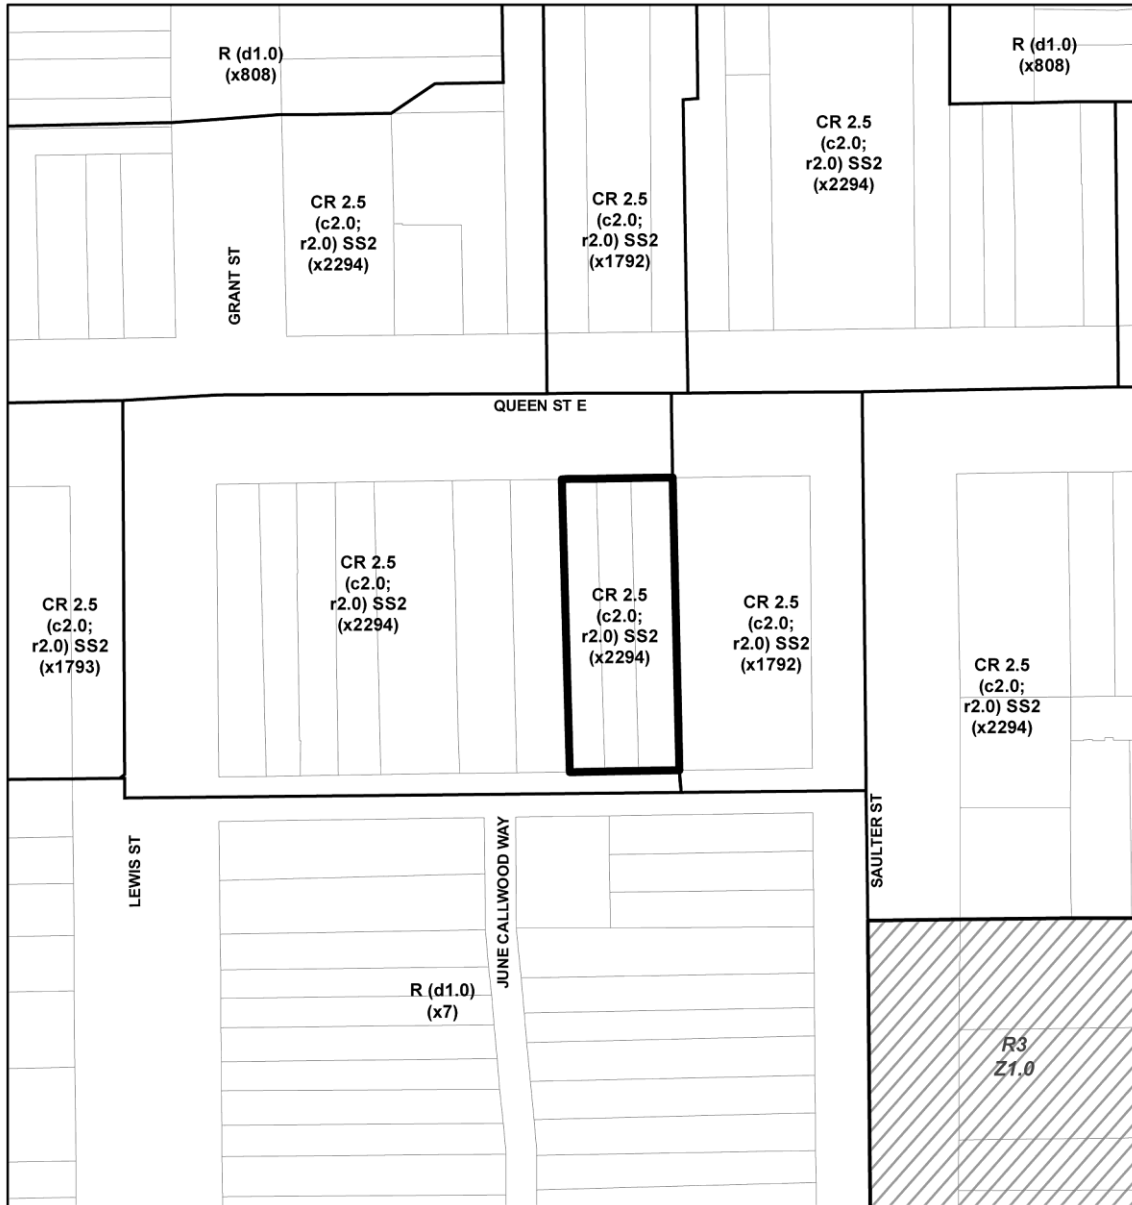 R (d1.0)
(x808)
R (d1.0)
(x808)
CR 2.5
(c2.0;
r2.0) SS2
(x2294)
CR 2.5
(c2.0;
r2.0) SS2
(x2294)
CR 2.5
(c2.0;
r2.0) SS2
(x1792)
GRANT ST
QUEEN ST E
CR 2.5
(c2.0;
r2.0) SS2
(x1793)
CR 2.5
(c2.0;
r2.0) SS2
(x2294)
CR 2.5
(c2.0;
r2.0) SS2
(x2294)
CR 2.5
(c2.0;
r2.0) SS2
(x1792)
CR 2.5
(c2.0;
r2.0) SS2
(x2294)
LEWIS ST
JUNE CALLWOOD WAY
SAULTER ST
R (d1.0)
(x7)
R3
Z1.0